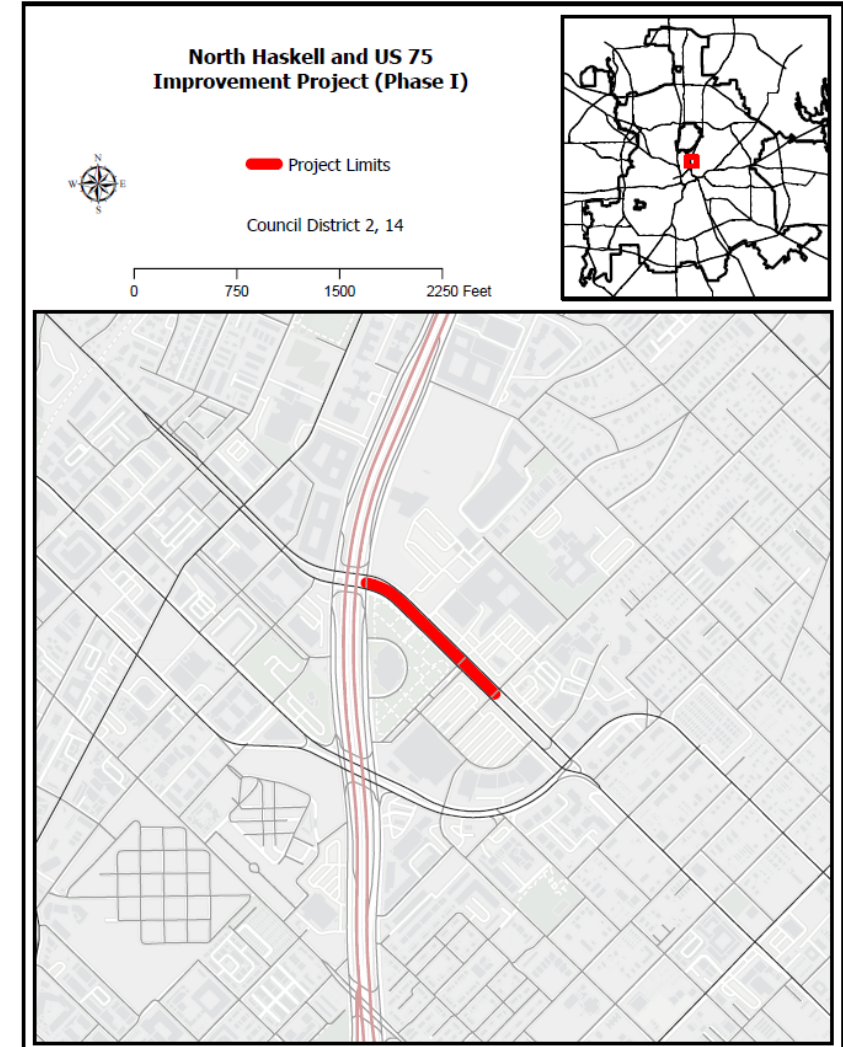 North Haskell and US 75
Improvement Project (Phase I)
N
W E
S
Project Limits
Council District 2, 14
0 750 1500 2250 Feet